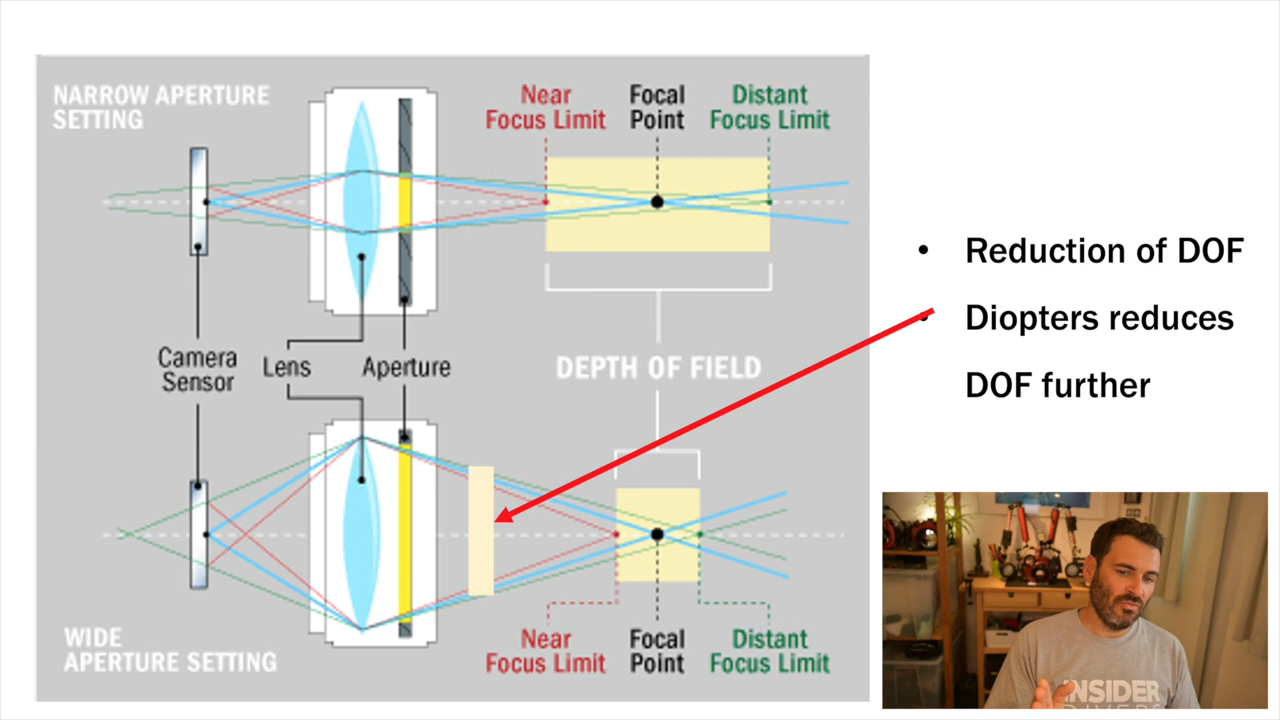 NARROW APERTURE
SETTING
Near
Focus Limit
Focal
Point
Distant
Focus Limit
Camera
Sensor
Lens
Aperture
DEPTH OF FIELD
WIDE
APERTURE SETTING
Near
Focus Limit
Focal
Point
Distant
Focus Limit
• Reduction of DOF
• Diopters reduces
DOF further
INSIDER
DIVERS